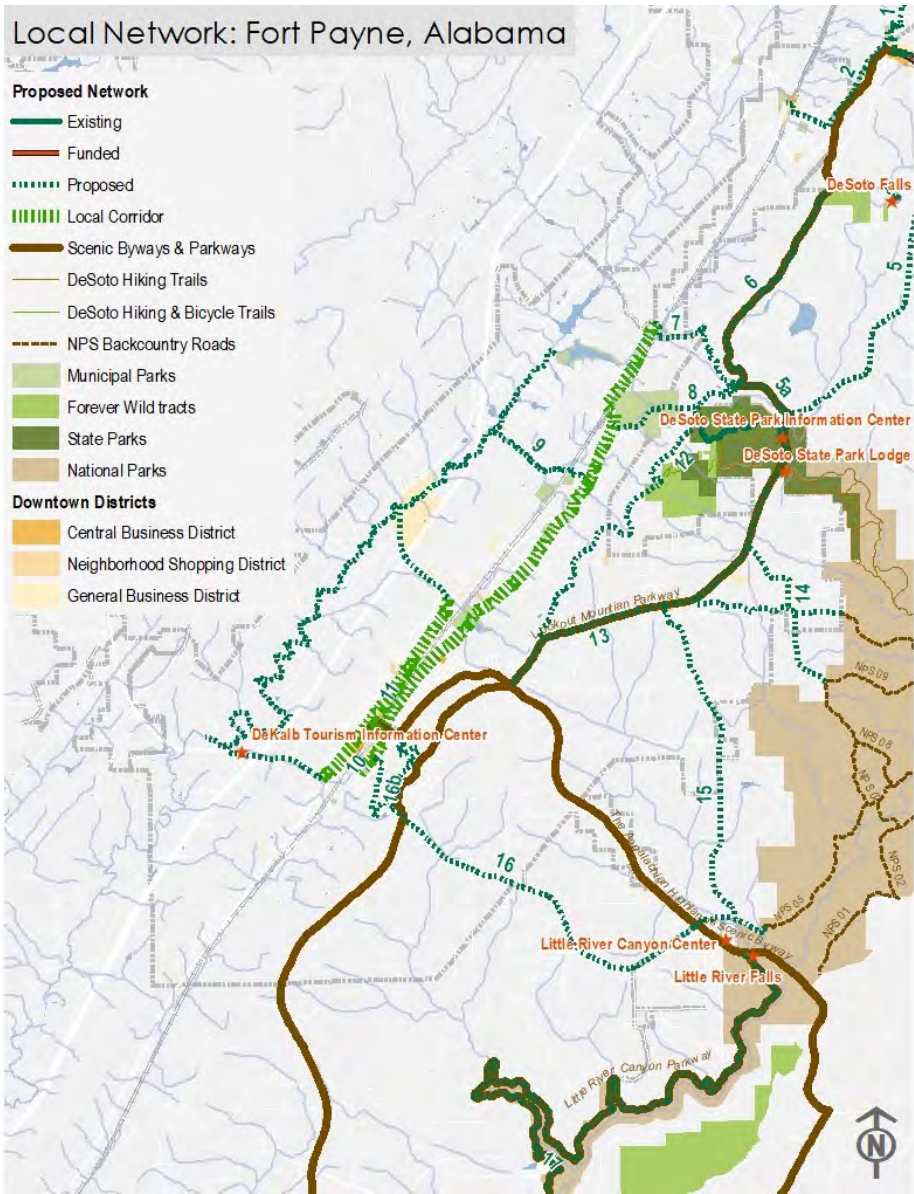 Local Network: Fort Payne, Alabama
Proposed Network
Existing
Funded
Proposed
Local Corridor
Scenic Byways & Parkways
DeSoto Hiking Trails
DeSoto Hiking & Bicycle Trails
NPS Backcountry Roads
Municipal Parks
Forever Wild tracts
State Parks
National Parks
Downtown Districts
Central Business District
Neighborhood Shopping District
General Business District
1
2
DeSoto Falls
5
6
7
5a
8
DeSoto State Park Information Center
9
12
DeSoto State Park Lodge
14
Lookout Mountian Parkway
13
NPS 09
11
DeKalb Tourism Information Center
NPS 08
10
16b
15
NPS 02
16
NPS 05
NPS 01
Little River Canyon Center
Little River Falls
Little River Canyon Parkway
17
N